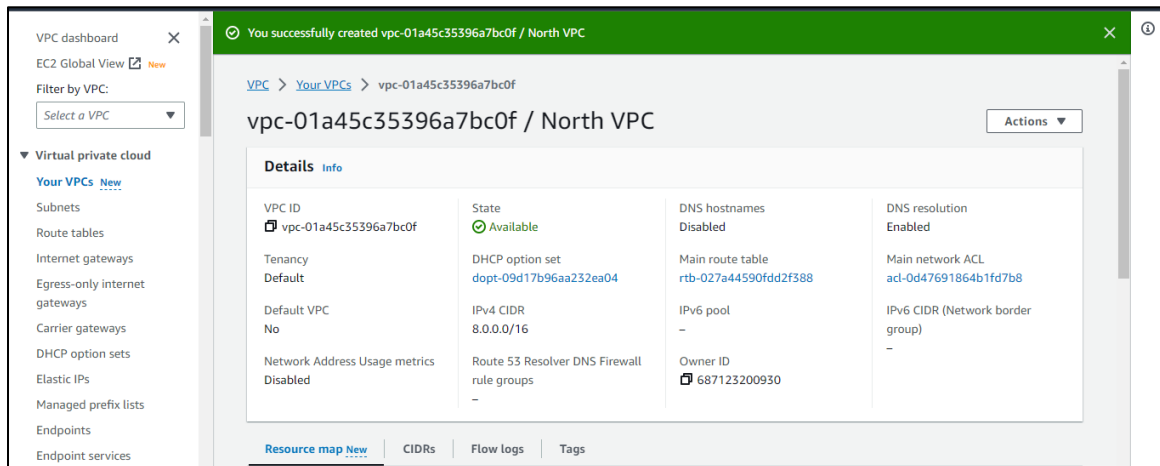 VPC dashboard
EC2 Global View New
Filter by VPC:
Select a VPC
Virtual private cloud
Your VPCs New
Subnets
Route tables
Internet gateways
Egress-only internet
gateways
Carrier gateways
DHCP option sets
Elastic IPs
Managed prefix lists
Endpoints
Endpoint services
You successfully created vpc-01a45c35396a7bc0f / North VPC
VPC > Your VPCs > vpc-01a45c35396a7bc0f
vpc-01a45c35396a7bc0f / North VPC
Actions
Details Info
VPC ID
vpc-01a45c35396a7bc0f
State
Available
DNS hostnames
Disabled
DNS resolution
Enabled
Tenancy
Default
DHCP option set
dopt-09d17b96aa232ea04
Main route table
rtb-027a44590fdd2f388
Main network ACL
acl-0d47691864b1fd7b8
Default VPC
No
IPv4 CIDR
8.0.0.0/16
IPv6 pool
–
IPv6 CIDR (Network border
group)
–
Network Address Usage metrics
Disabled
Route 53 Resolver DNS Firewall
rule groups
–
Owner ID
687123200930
Resource map New
CIDRs
Flow logs
Tags